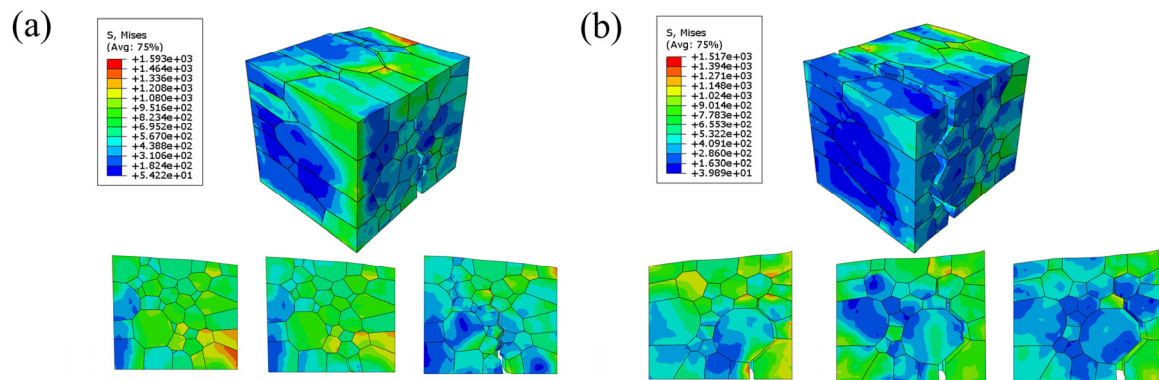 (a)
S, Mises
(Avg: 75%)
+1.593e+03
+1.464e+03
+1.336e+03
+1.208e+03
+1.080e+03
+9.516e+02
+8.234e+02
+6.952e+02
+5.670e+02
+4.388e+02
+3.106e+02
+1.824e+02
+5.422e+01
(b)
S, Mises
(Avg: 75%)
+1.517e+03
+1.394e+03
+1.271e+03
+1.148e+03
+1.024e+03
+9.014e+02
+7.783e+02
+6.553e+02
+5.322e+02
+4.091e+02
+2.860e+02
+1.630e+02
+3.989e+01